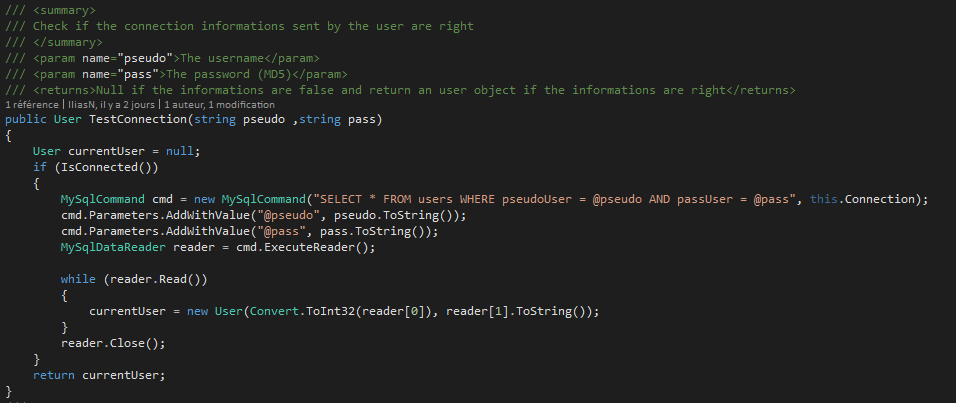 /// <summary>
/// Check if the connection informations sent by the user are right
/// </summary>
/// <param name="pseudo">The username</param>
/// <param name="pass">The password (MD5)</param>
/// <returns>Null if the informations are false and return an user object if the informations are right</returns>
1 référence | IliasN, il y a 2 jours | 1 auteur, 1 modification
public User TestConnection(string pseudo ,string pass)
{
    User currentUser = null;
    if (IsConnected())
    {
        MySqlCommand cmd = new MySqlCommand("SELECT * FROM users WHERE pseudoUser = @pseudo AND passUser = @pass", this.Connection);
        cmd.Parameters.AddWithValue("@pseudo", pseudo.ToString());
        cmd.Parameters.AddWithValue("@pass", pass.ToString());
        MySqlDataReader reader = cmd.ExecuteReader();

        while (reader.Read())
        {
            currentUser = new User(Convert.ToInt32(reader[0]), reader[1].ToString());
        }
        reader.Close();
    }
    return currentUser;
}